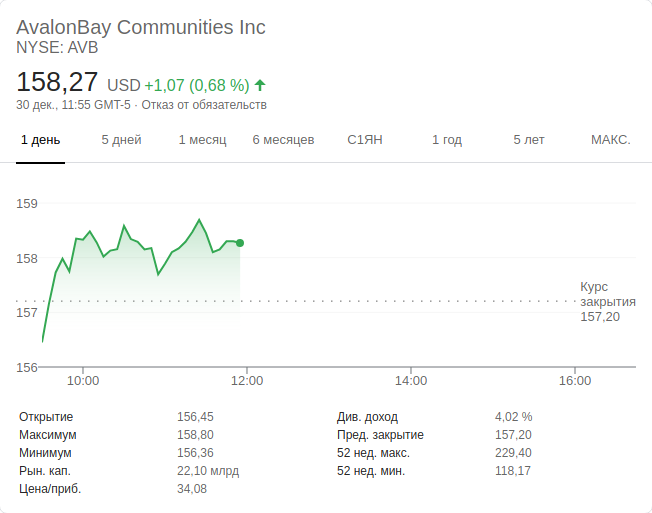 AvalonBay Communities Inc
NYSE: AVB
158,27 USD +1,07 (0,68 %)
30 дек., 11:55 GMT-5 · Отказ от обязательств
1 день 5 дней 1 месяц 6 месяцев С1ЯН 1 год 5 лет МАКС.
159
158
Курс
закрытия
157,20
157
156
10:00 12:00 14:00 16:00
Открытие 156,45 Див. доход 4,02 %
Максимум 158,80 Пред. закрытие 157,20
Минимум 156,36 52 нед. макс. 229,40
Рын. кап. 22,10 млрд 52 нед. мин. 118,17
Цена/приб. 34,08